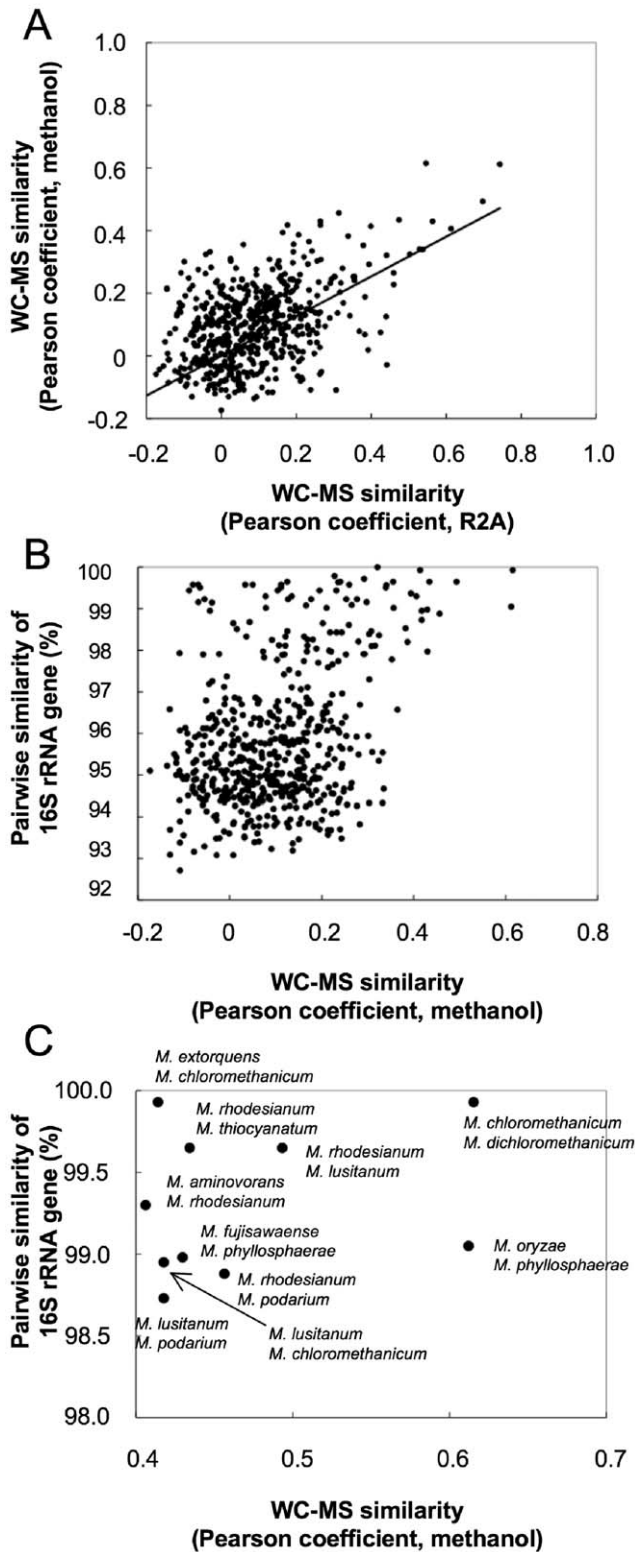 A
1.0
0.8
0.6
0.4
0.2
0
-0.2
WC-MS similarity
(Pearson coefficient, methanol)
-0.2 0 0.2 0.4 0.6 0.8 1.0
WC-MS similarity
(Pearson coefficient, R2A)
B
100
99
98
97
96
95
94
93
92
Pairwise similarity of
16S rRNA gene (%)
-0.2 0 0.2 0.4 0.6 0.8
WC-MS similarity
(Pearson coefficient, methanol)
C
M. extorquens
M. chloromethanicum
100.0
99.5
99.0
98.5
98.0
Pairwise similarity of
16S rRNA gene (%)
M. rhodesianum
M. thiocyanatum
M. chloromethanicum
M. dichloromethanicum
M. rhodesianum
M. lusitanum
M. aminovorans
M. rhodesianum
M. fujisawaense
M. phyllosphaerae
M. oryzae
M. phyllosphaerae
M. rhodesianum
M. podarium
M. lusitanum
M. podarium
M. lusitanum
M. chloromethanicum
0.4 0.5 0.6 0.7
WC-MS similarity
(Pearson coefficient, methanol)